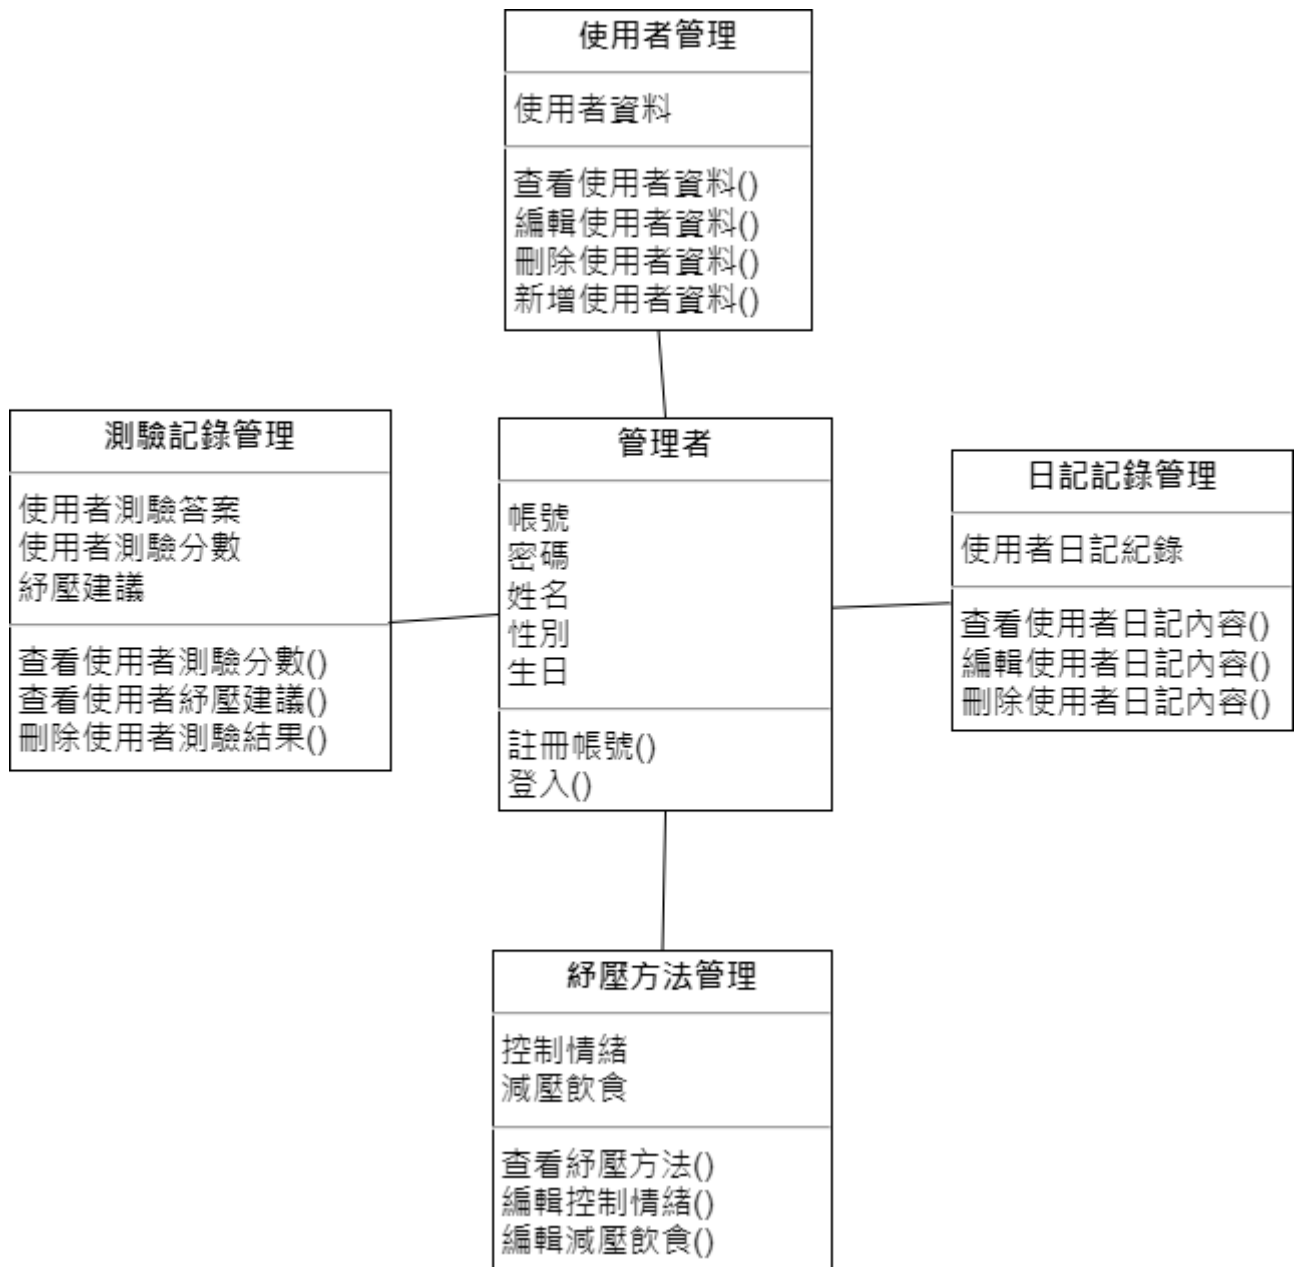 使用者管理
使用者資料
查看使用者資料()
編輯使用者資料()
刪除使用者資料()
新增使用者資料()
測驗記錄管理
使用者測驗答案
使用者測驗分數
紓壓建議
查看使用者測驗分數()
查看使用者紓壓建議()
刪除使用者測驗結果()
管理者
帳號
密碼
姓名
性別
生日
註冊帳號()
登入()
日記記錄管理
使用者日記紀錄
查看使用者日記內容()
編輯使用者日記內容()
刪除使用者日記內容()
紓壓方法管理
控制情緒
減壓飲食
查看紓壓方法()
編輯控制情緒()
編輯減壓飲食()